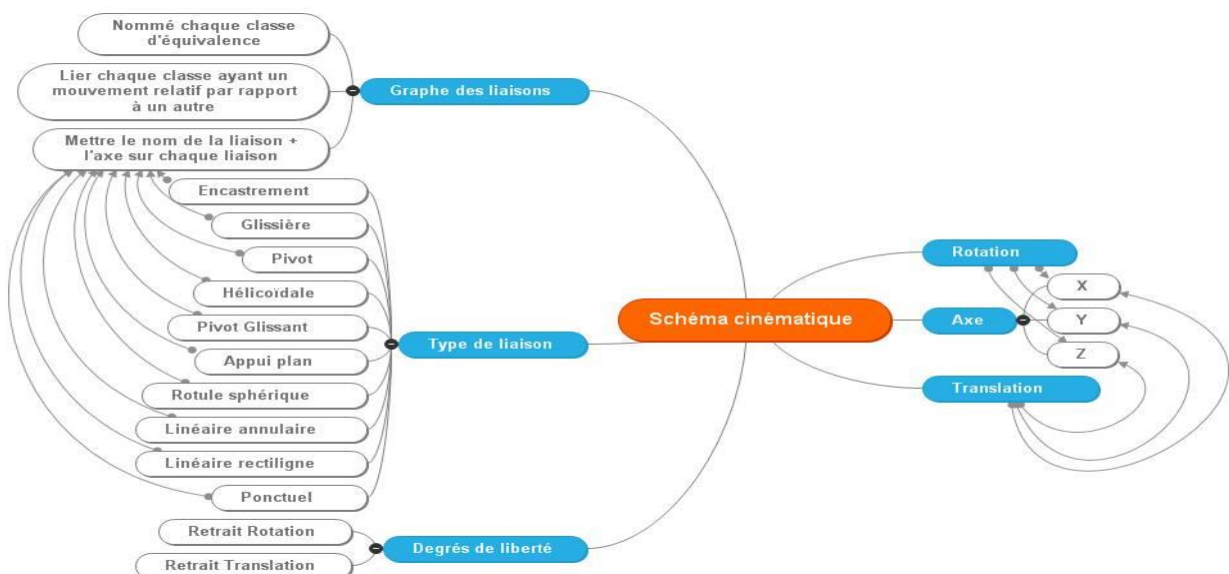 Nommé chaque classe
d'équivalence
Lier chaque classe ayant un
mouvement relatif par rapport
à un autre
Mettre le nom de la liaison +
l'axe sur chaque liaison
Graphe des liaisons
Encastrement
Glissière
Pivot
Hélicoïdale
Pivot Glissant
Appui plan
Rotule sphérique
Linéaire annulaire
Linéaire rectiligne
Ponctuel
Type de liaison
Retrait Rotation
Retrait Translation
Degrés de liberté
Schéma cinématique
Rotation
Axe
X
Y
Z
Translation